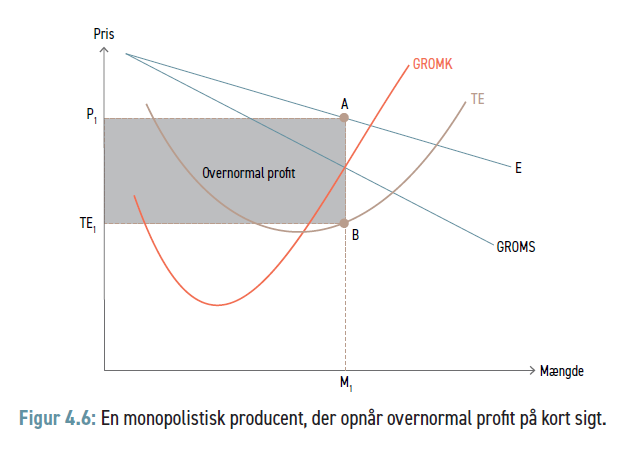 Pris
GROMK
TE
A
P1
Overnormal profit
E
TE1
B
GROMS
Mængde
M1
Figur 4.6: En monopolistisk producent, der opnår overnormal profit på kort sigt.